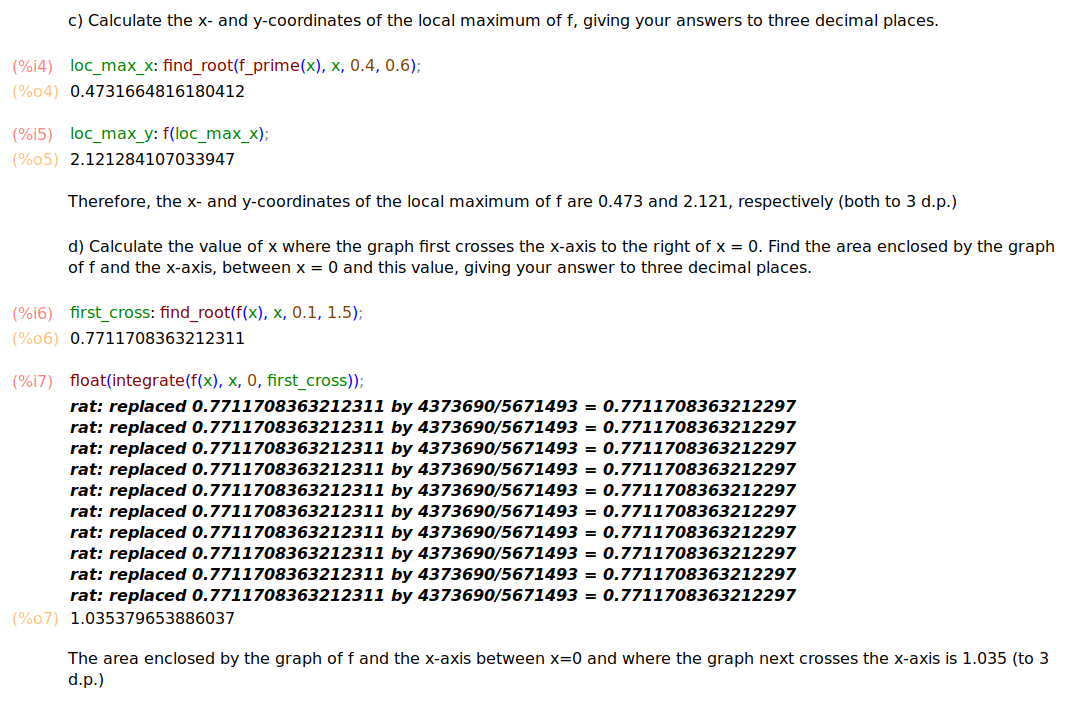 c) Calculate the x- and y-coordinates of the local maximum of f, giving your answers to three decimal places.
(%i4) loc_max_x: find_root(f_prime(x), x, 0.4, 0.6);
(%o4) 0.4731664816180412
(%i5) loc_max_y: f(loc_max_x);
(%o5) 2.121284107033947
Therefore, the x- and y-coordinates of the local maximum of f are 0.473 and 2.121, respectively (both to 3 d.p.)
d) Calculate the value of x where the graph first crosses the x-axis to the right of x = 0. Find the area enclosed by the graph
of f and the x-axis, between x = 0 and this value, giving your answer to three decimal places.
(%i6) first_cross: find_root(f(x), x, 0.1, 1.5);
(%o6) 0.7711708363212311
(%i7) float(integrate(f(x), x, 0, first_cross));
rat: replaced 0.7711708363212311 by 4373690/5671493 = 0.7711708363212297
rat: replaced 0.7711708363212311 by 4373690/5671493 = 0.7711708363212297
rat: replaced 0.7711708363212311 by 4373690/5671493 = 0.7711708363212297
rat: replaced 0.7711708363212311 by 4373690/5671493 = 0.7711708363212297
rat: replaced 0.7711708363212311 by 4373690/5671493 = 0.7711708363212297
rat: replaced 0.7711708363212311 by 4373690/5671493 = 0.7711708363212297
rat: replaced 0.7711708363212311 by 4373690/5671493 = 0.7711708363212297
rat: replaced 0.7711708363212311 by 4373690/5671493 = 0.7711708363212297
rat: replaced 0.7711708363212311 by 4373690/5671493 = 0.7711708363212297
rat: replaced 0.7711708363212311 by 4373690/5671493 = 0.7711708363212297
(%o7) 1.035379653886037
The area enclosed by the graph of f and the x-axis between x=0 and where the graph next crosses the x-axis is 1.035 (to 3
d.p.)